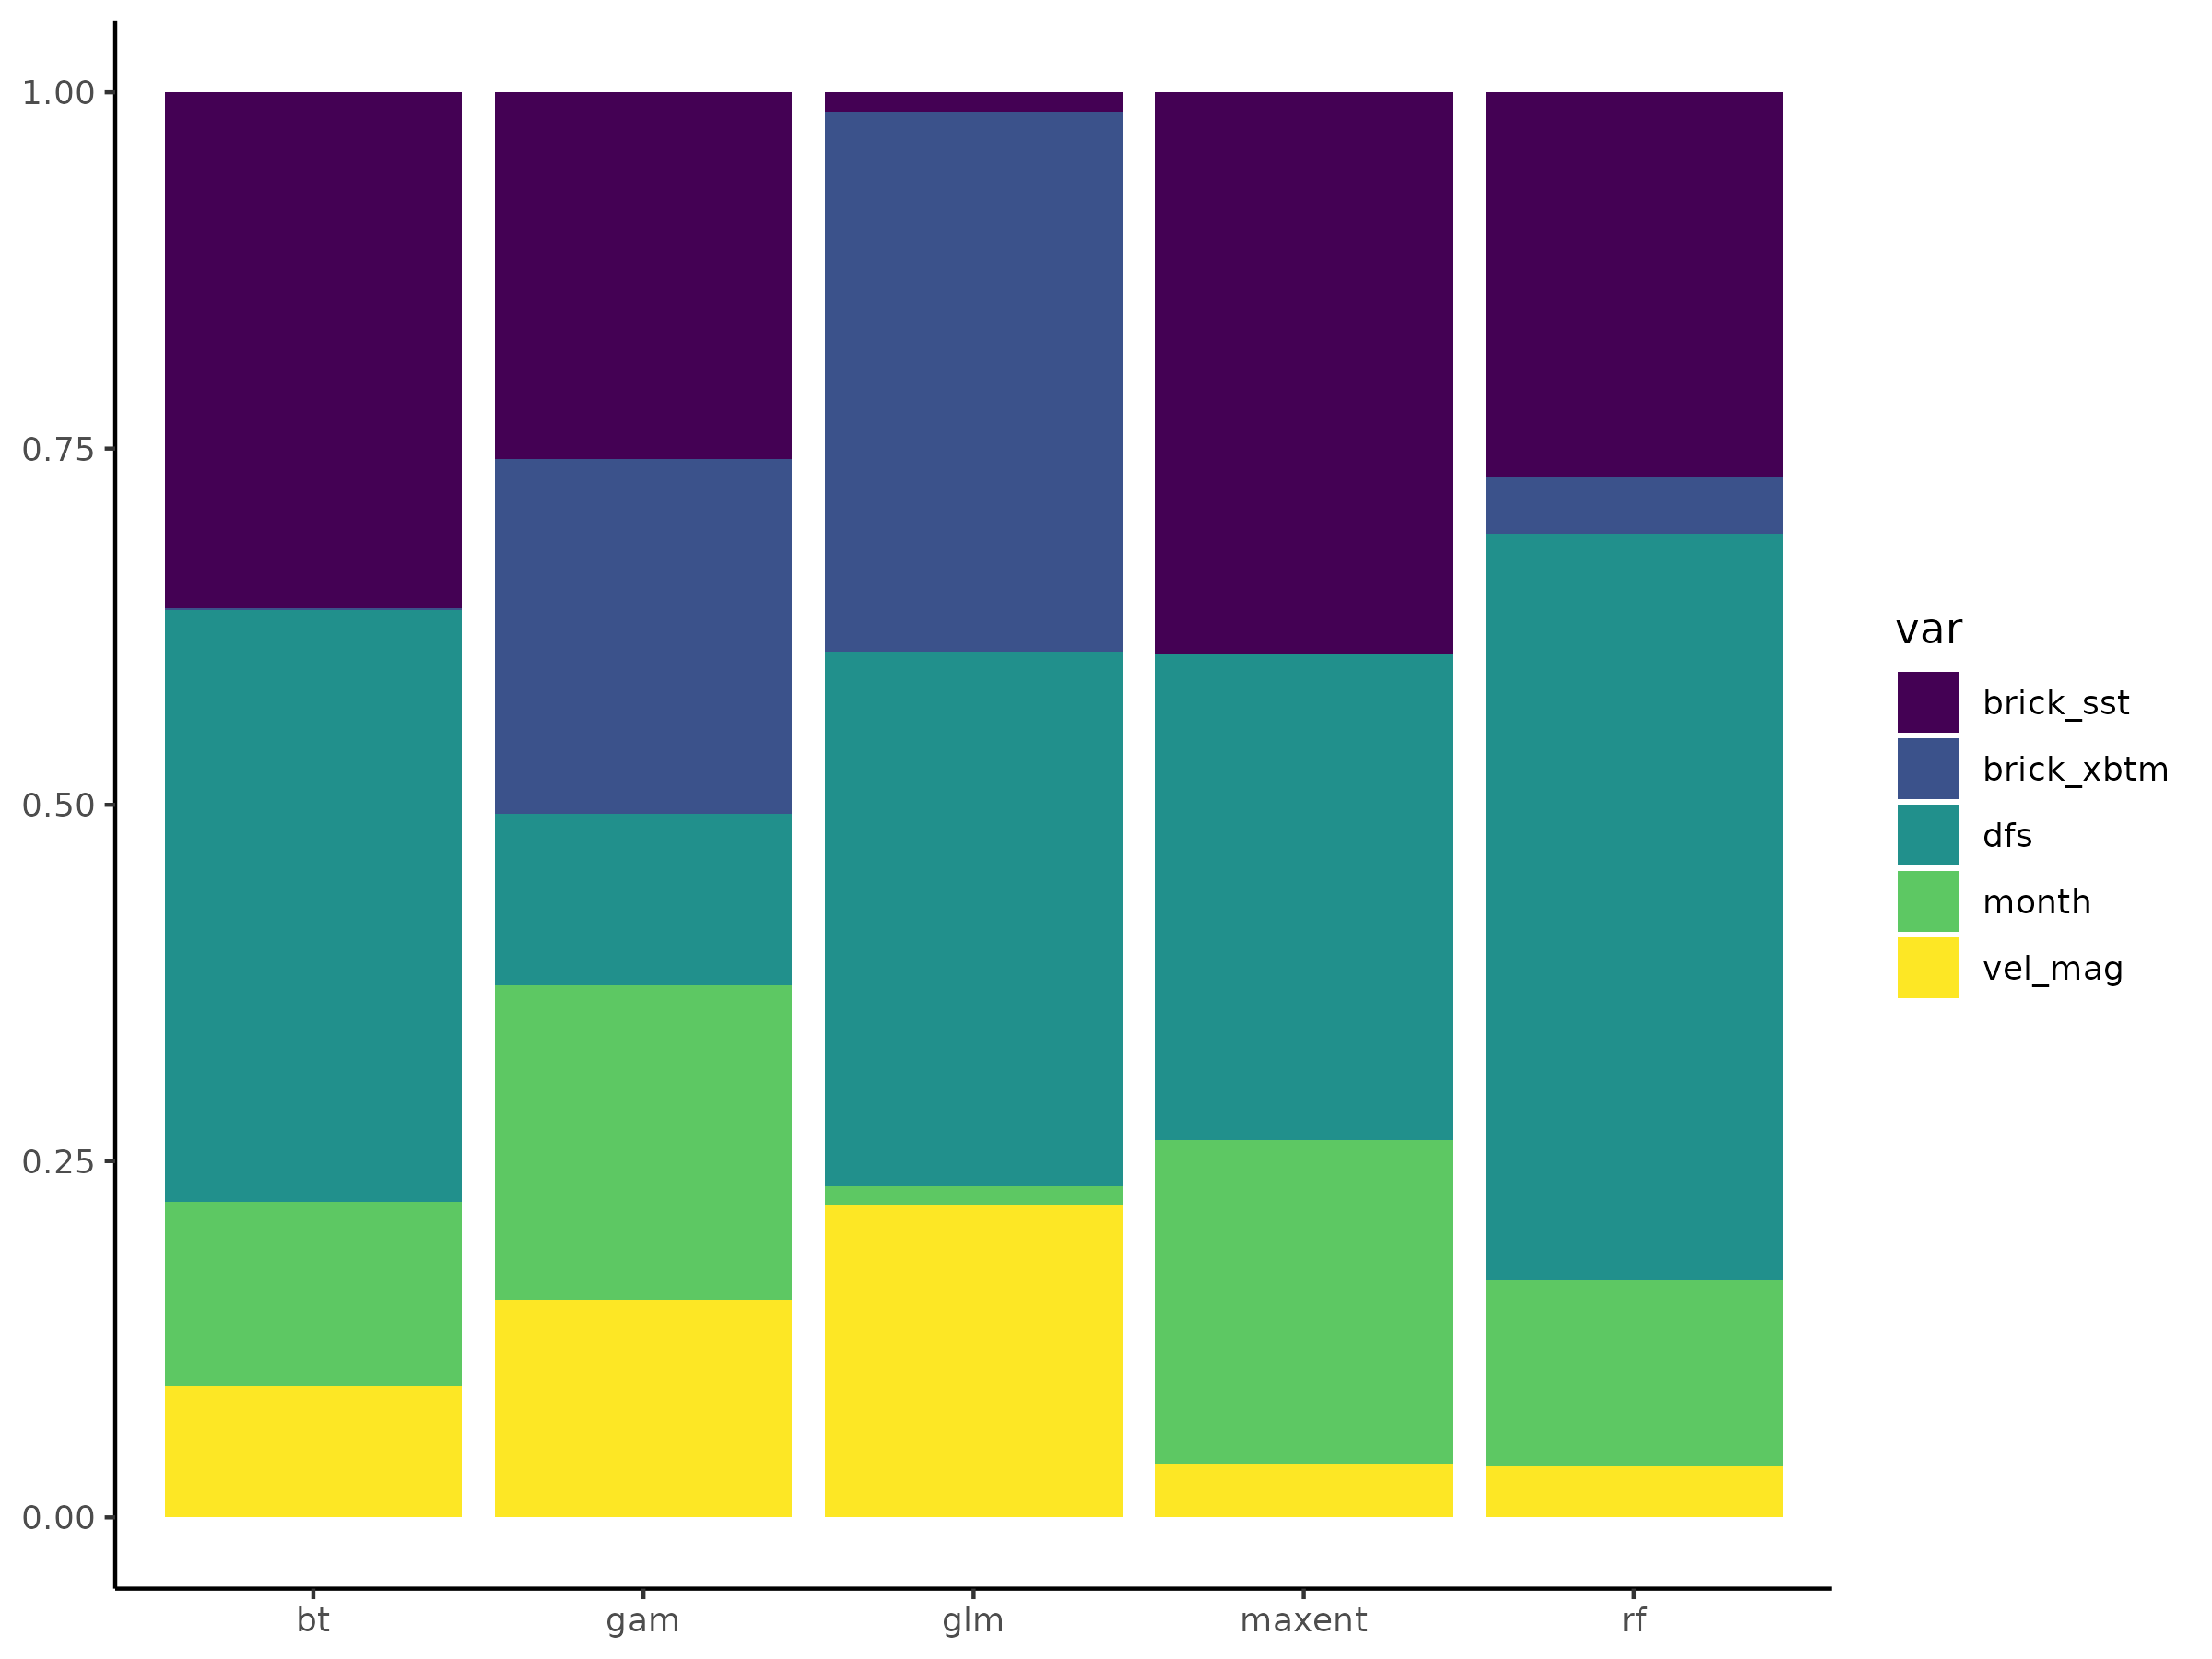 1.00
0.75
0.50
0.25
0.00
bt gam glm maxent rf
var
brick_sst
brick_xbtm
dfs
month
vel_mag